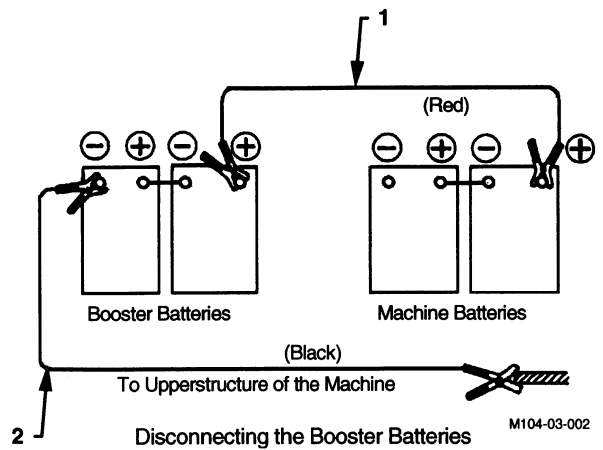 1
(Red)
− + − +
− + − +
Booster Batteries
Machine Batteries
(Black)
To Upperstructure of the Machine
2
Disconnecting the Booster Batteries
M104-03-002